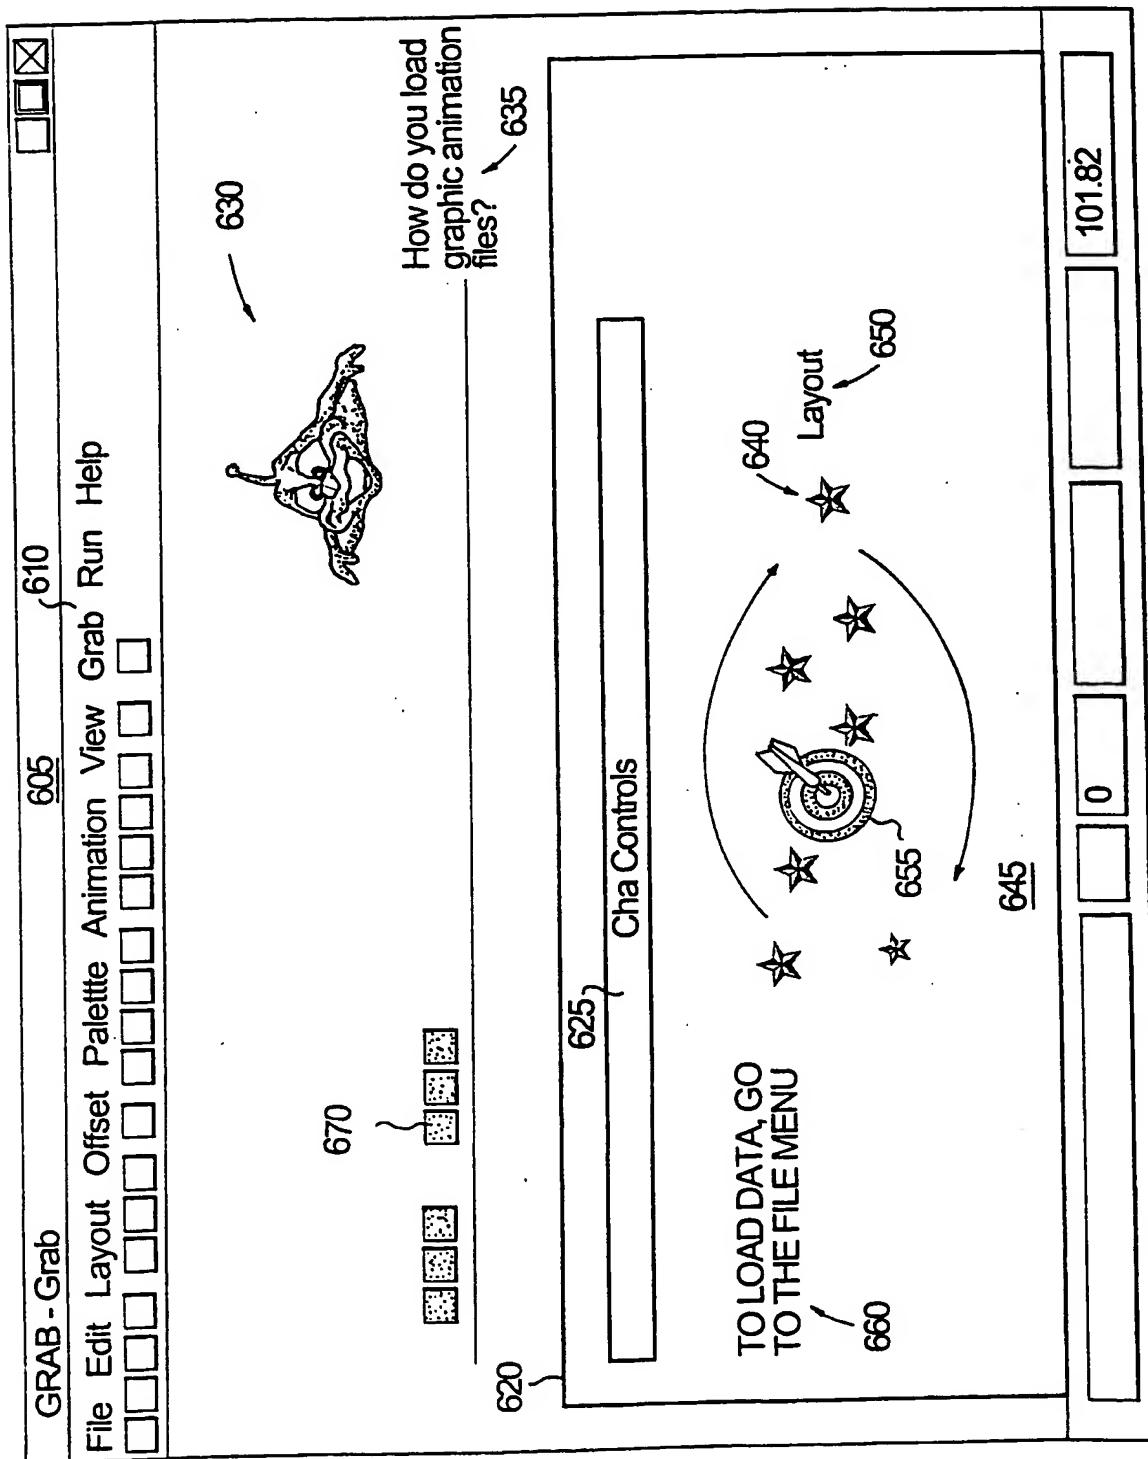 GRAB - Grab
605
610
File Edit Layout Offset Palettte Animation View Grab Run Help
630
670
How do you load
graphic animation
files?
635
620
625
Cha Controls
TO LOAD DATA, GO
TO THE FILE MENU
660
640
Layout
650
655
645
0
101.82